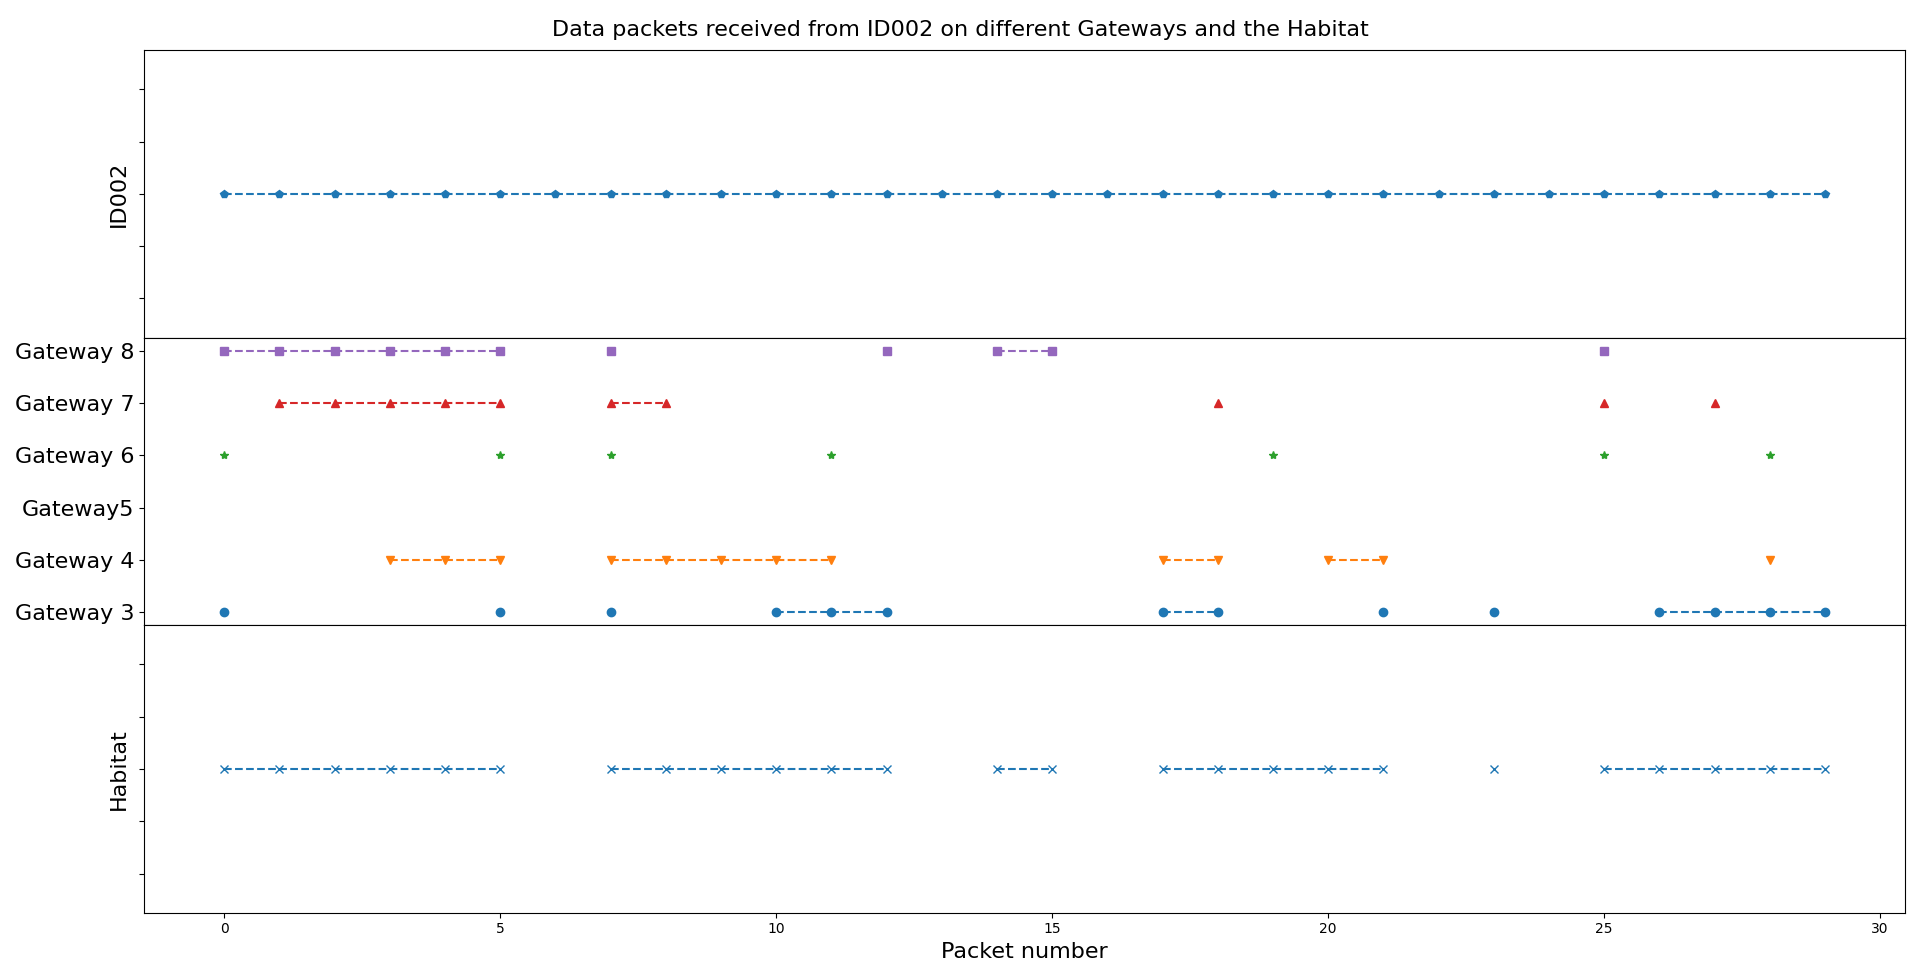 Data packets received from ID002 on different Gateways and the Habitat
ID002
Gateway 8
Gateway 7
Gateway 6
Gateway5
Gateway 4
Gateway 3
Habitat
0 5 10 15 20 25 30
Packet number